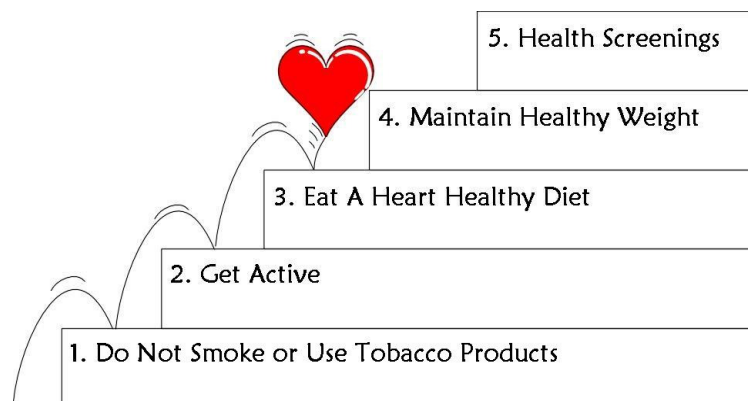 5. Health Screenings
4. Maintain Healthy Weight
3. Eat A Heart Healthy Diet
2. Get Active
1. Do Not Smoke or Use Tobacco Products